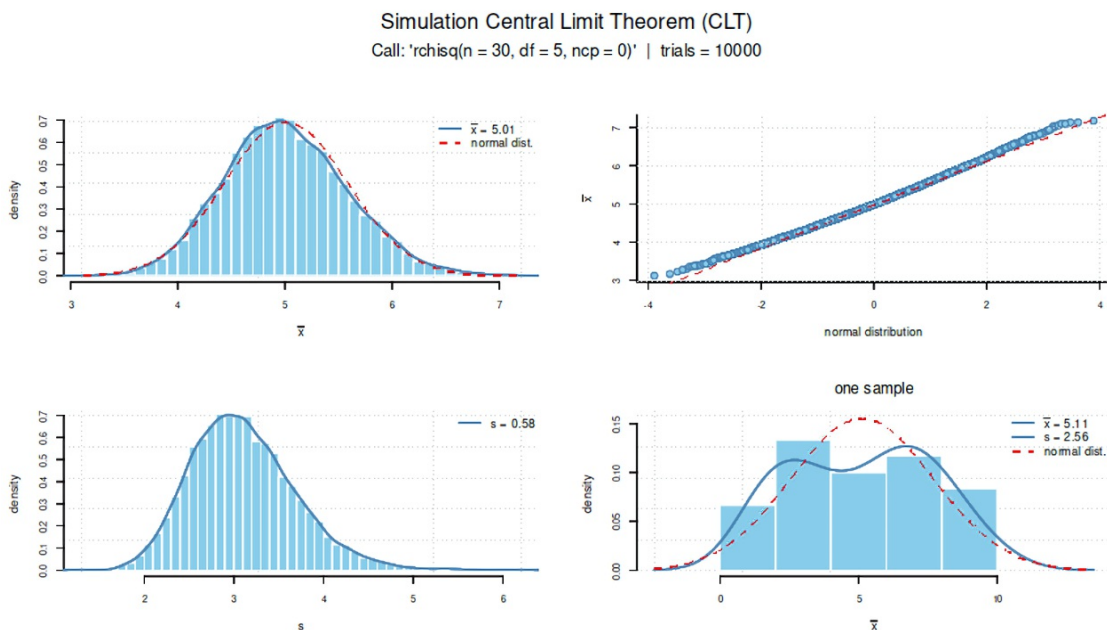 Simulation Central Limit Theorem (CLT)
Call: 'rchisq(n = 30, df = 5, ncp = 0)' | trials = 10000
density
0.0 0.1 0.2 0.3 0.4 0.5 0.6 0.7
x̅ = 5.01
normal dist.
3 4 5 6 7
x̅
x̅
3 4 5 6 7
-4 -2 0 2 4
normal distribution
density
0.0 0.1 0.2 0.3 0.4 0.5 0.6 0.7
s = 0.58
2 3 4 5 6
s
one sample
density
0.00 0.05 0.10 0.15
x̅ = 5.11
s = 2.56
normal dist.
0 5 10
x̅